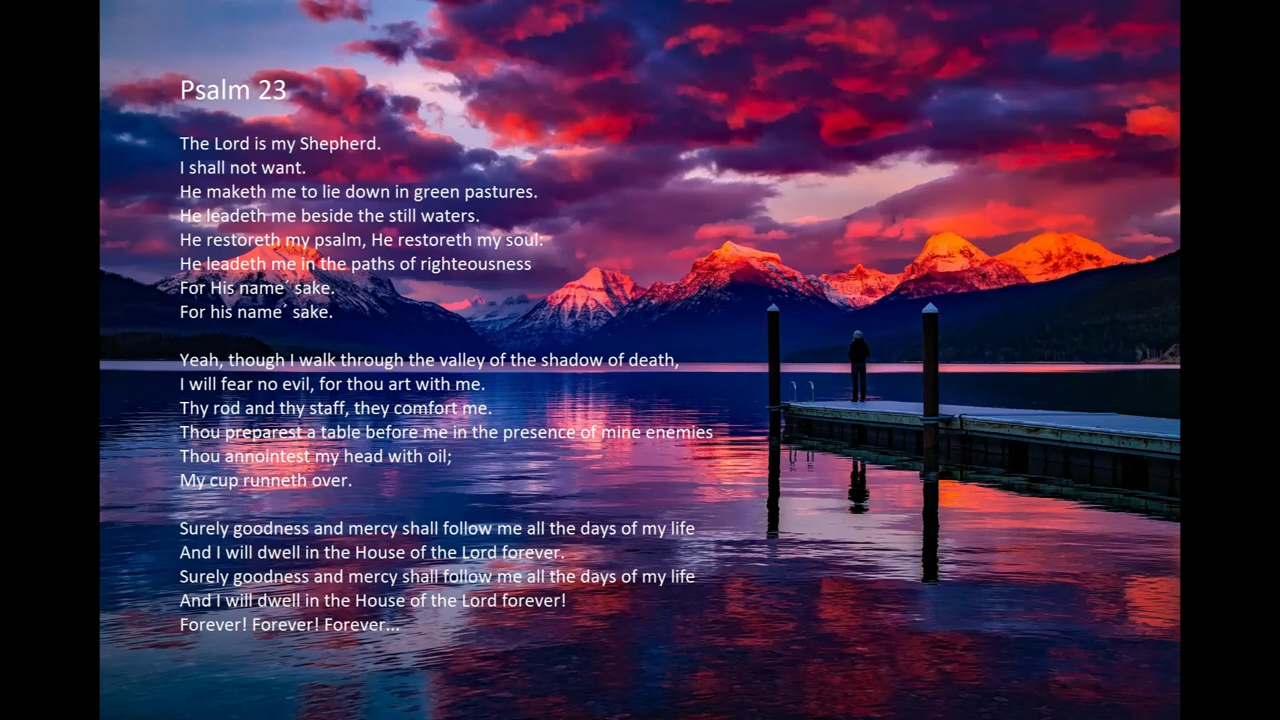 Psalm 23
The Lord is my Shepherd.
I shall not want.
He maketh me to lie down in green pastures.
He leadeth me beside the still waters.
He restoreth my psalm, He restoreth my soul:
He leadeth me in the paths of righteousness
For His name´ sake.
For his name´ sake.
Yeah, though I walk through the valley of the shadow of death,
I will fear no evil, for thou art with me.
Thy rod and thy staff, they comfort me.
Thou preparest a table before me in the presence of mine enemies
Thou annointest my head with oil;
My cup runneth over.
Surely goodness and mercy shall follow me all the days of my life
And I will dwell in the House of the Lord forever.
Surely goodness and mercy shall follow me all the days of my life
And I will dwell in the House of the Lord forever!
Forever! Forever! Forever...